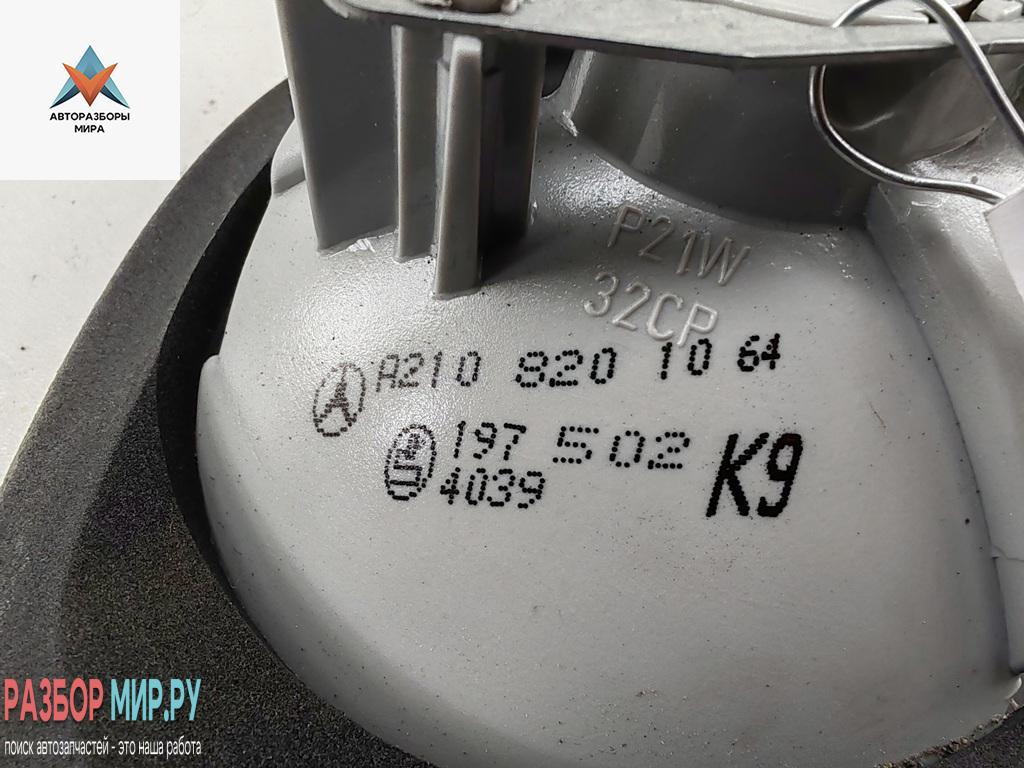 АВТОРАЗБОРЫ
МИРА
P21W
32CP
A210 820 10 64
197 502
4039
K9
РАЗБОР МИР.РУ
поиск автозапчастей - это наша работа